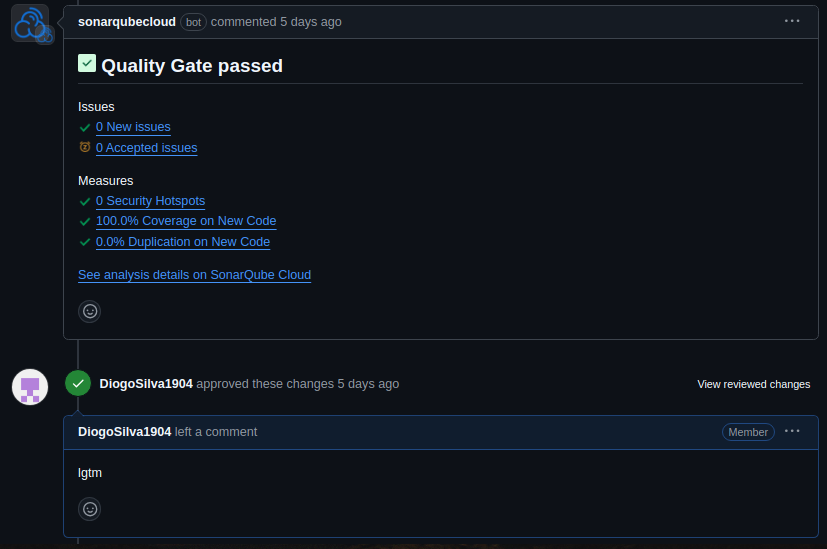 sonarqubecloud bot commented 5 days ago
Quality Gate passed
Issues
0 New issues
0 Accepted issues
Measures
0 Security Hotspots
100.0% Coverage on New Code
0.0% Duplication on New Code
See analysis details on SonarQube Cloud
DiogoSilva1904 approved these changes 5 days ago View reviewed changes
DiogoSilva1904 left a comment Member
lgtm